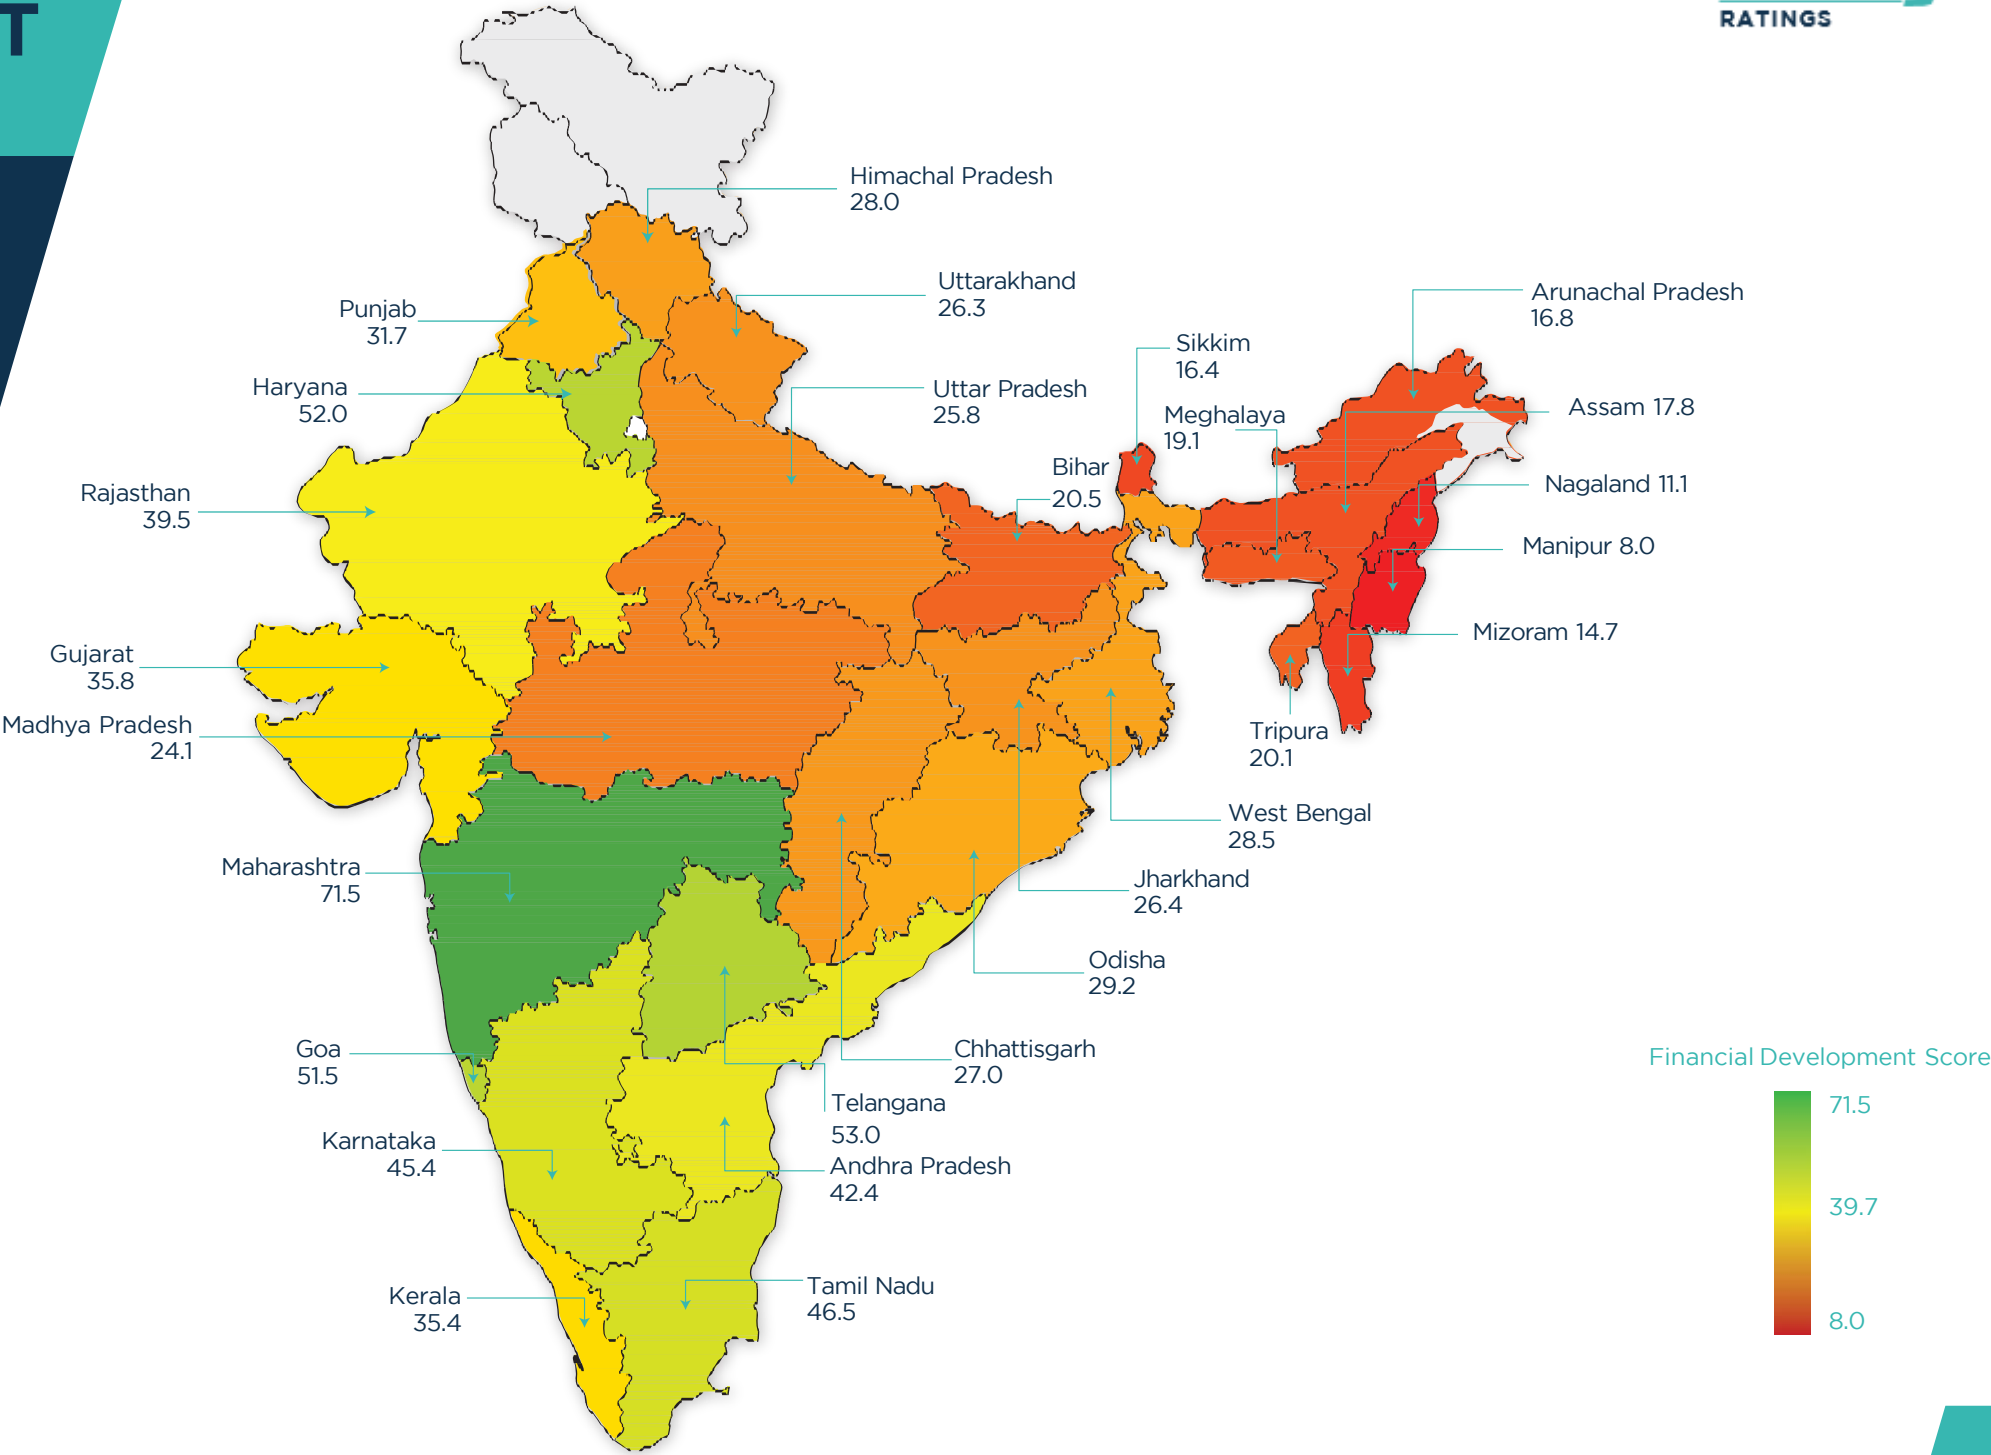 T
RATINGS
Himachal Pradesh
28.0
Uttarakhand
26.3
Arunachal Pradesh
16.8
Punjab
31.7
Sikkim
16.4
Haryana
52.0
Uttar Pradesh
25.8
Meghalaya
19.1
Assam 17.8
Bihar
20.5
Nagaland 11.1
Rajasthan
39.5
Manipur 8.0
Mizoram 14.7
Gujarat
35.8
Madhya Pradesh
24.1
Tripura
20.1
West Bengal
28.5
Maharashtra
71.5
Jharkhand
26.4
Odisha
29.2
Goa
51.5
Chhattisgarh
27.0
Telangana
53.0
Karnataka
45.4
Andhra Pradesh
42.4
Kerala
35.4
Tamil Nadu
46.5
Financial Development Score
71.5
39.7
8.0